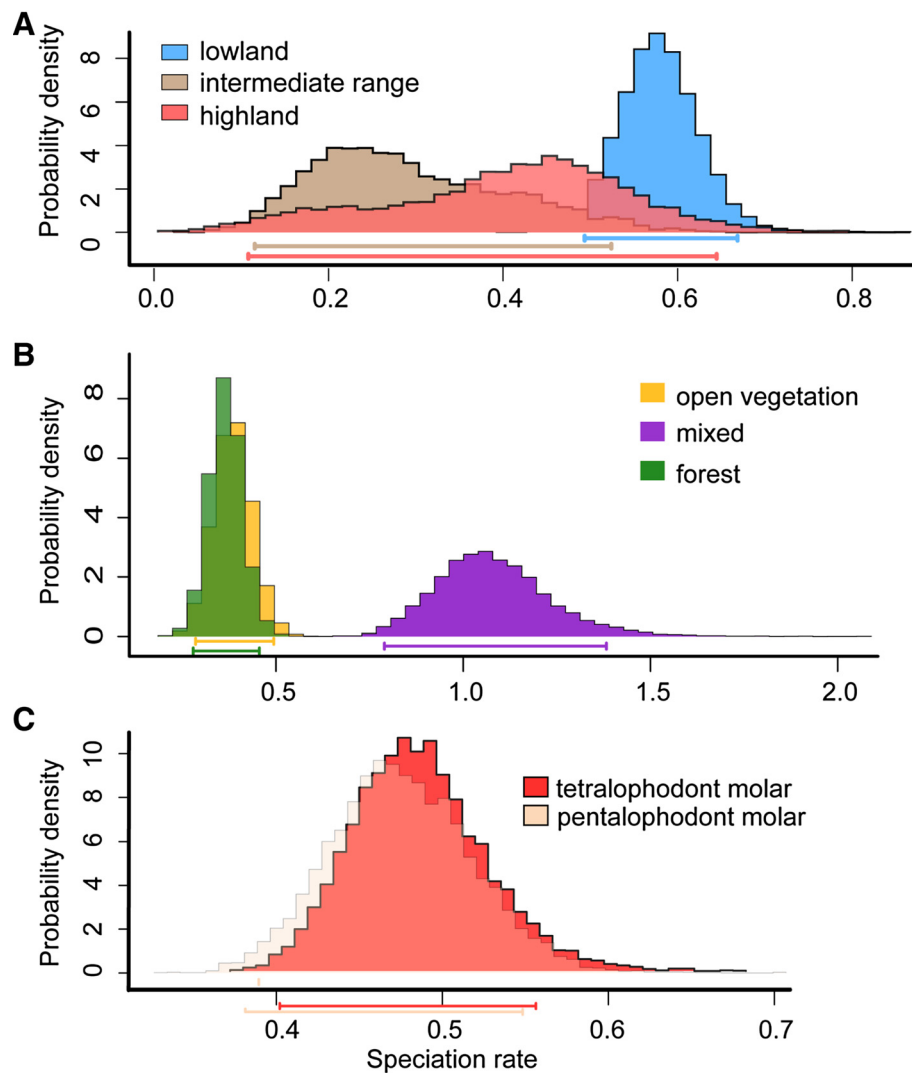 A
Probability density
8
6
4
2
0
lowland
intermediate range
highland
0.0 0.2 0.4 0.6 0.8
B
Probability density
8
6
4
2
0
open vegetation
mixed
forest
0.5 1.0 1.5 2.0
C
Probability density
10
8
6
4
2
0
tetralophodont molar
pentalophodont molar
0.4 0.5 0.6 0.7
Speciation rate